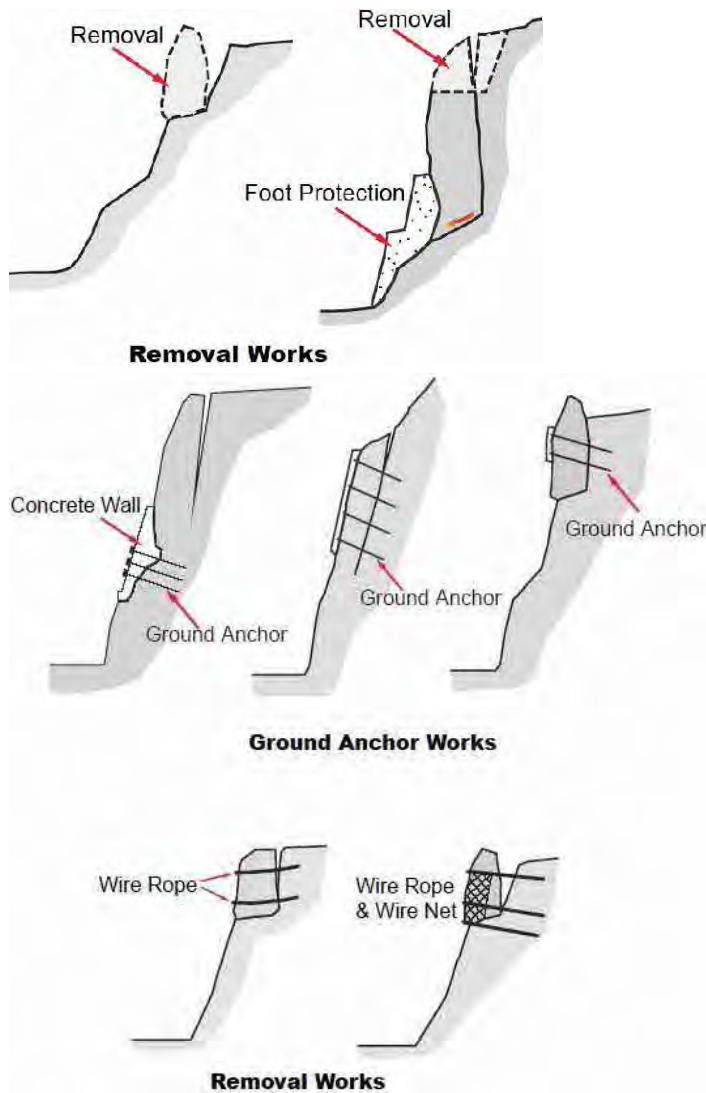 Removal
Removal
Foot Protection
Removal Works
Concrete Wall
Ground Anchor
Ground Anchor
Ground Anchor
Ground Anchor Works
Wire Rope
Wire Rope
& Wire Net
Removal Works